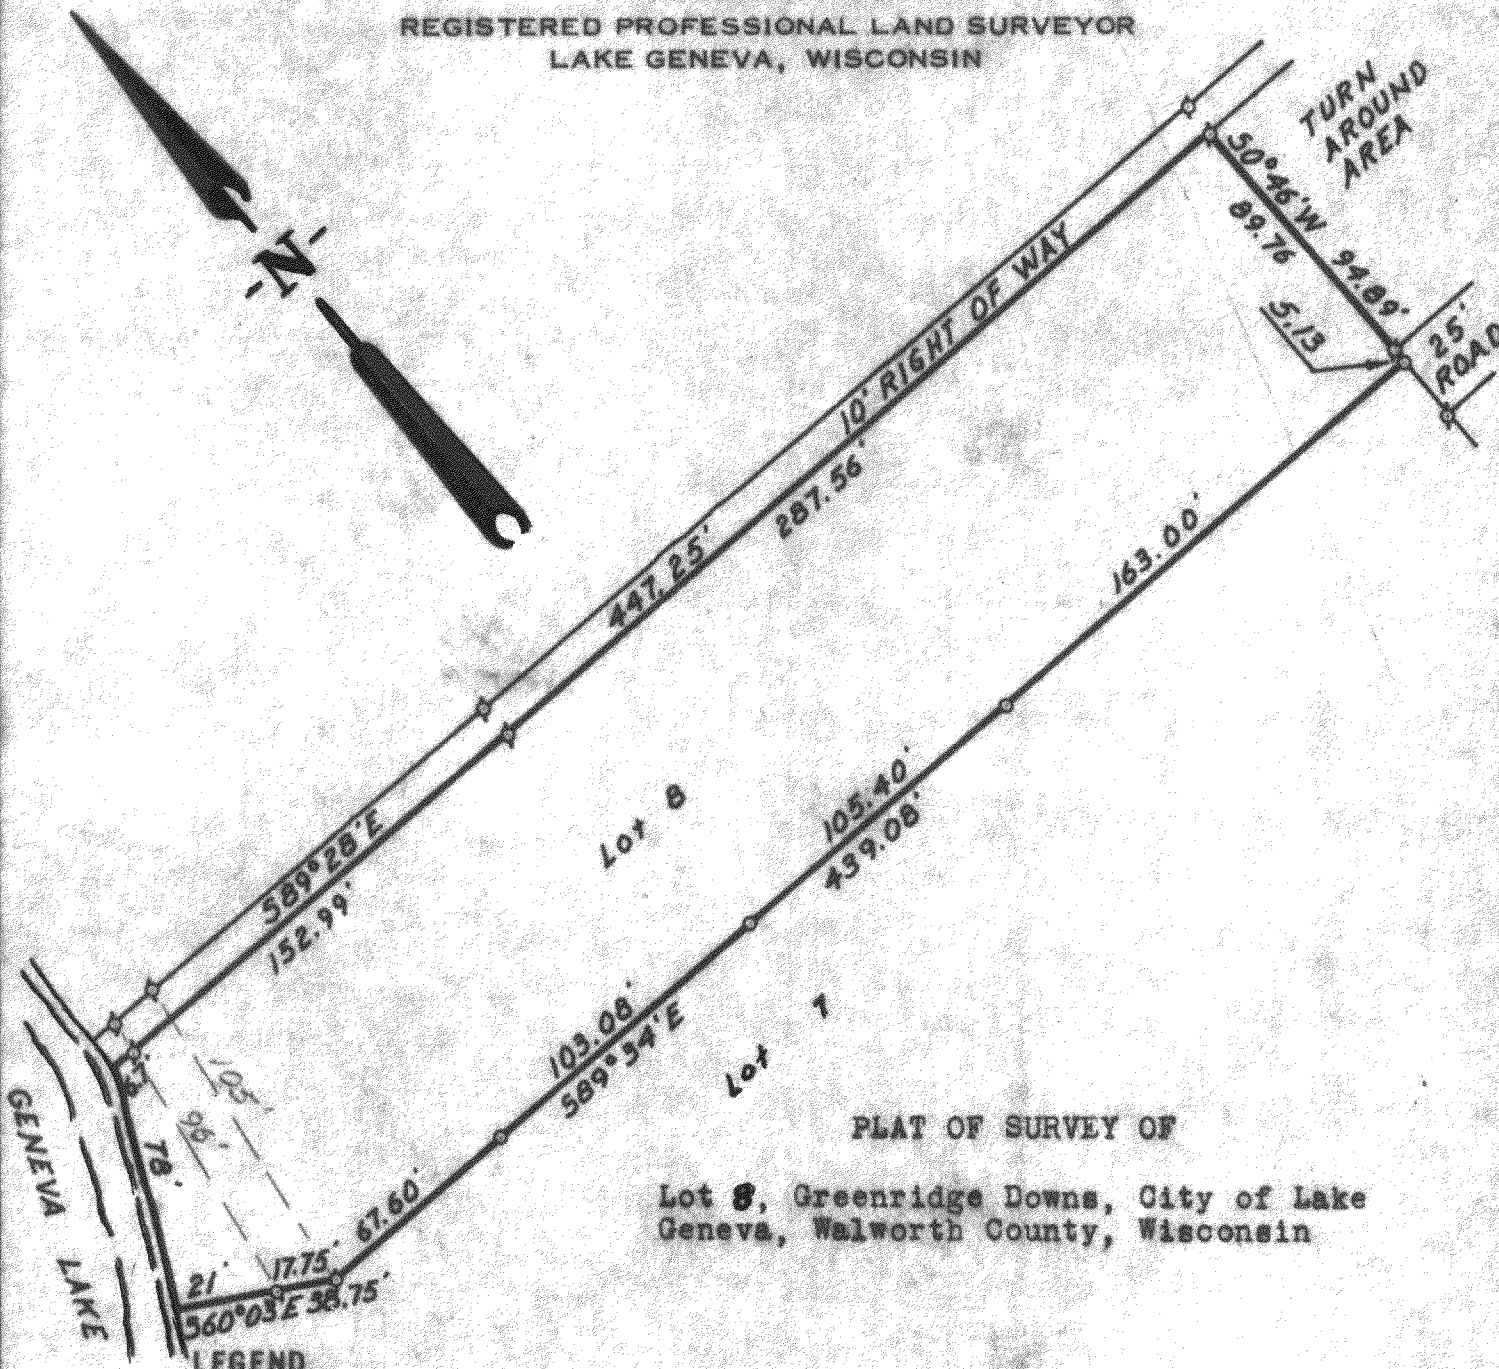 REGISTERED PROFESSIONAL LAND SURVEYOR
LAKE GENEVA, WISCONSIN
TURN
AROUND
AREA
-N-
S0°46'W 94.89'
89.76
5.13
25'
ROAD
10' RIGHT OF WAY
447.25'
287.56'
163.00'
S89°28'E
152.99'
Lot 8
105.40'
439.08'
103.08'
S89°34'E
Lot 7
105'
96'
78'
67.60'
17.75'
21'
S60°03'E 38.75'
GENEVA LAKE
PLAT OF SURVEY OF
Lot 8, Greenridge Downs, City of Lake
Geneva, Walworth County, Wisconsin
LEGEND